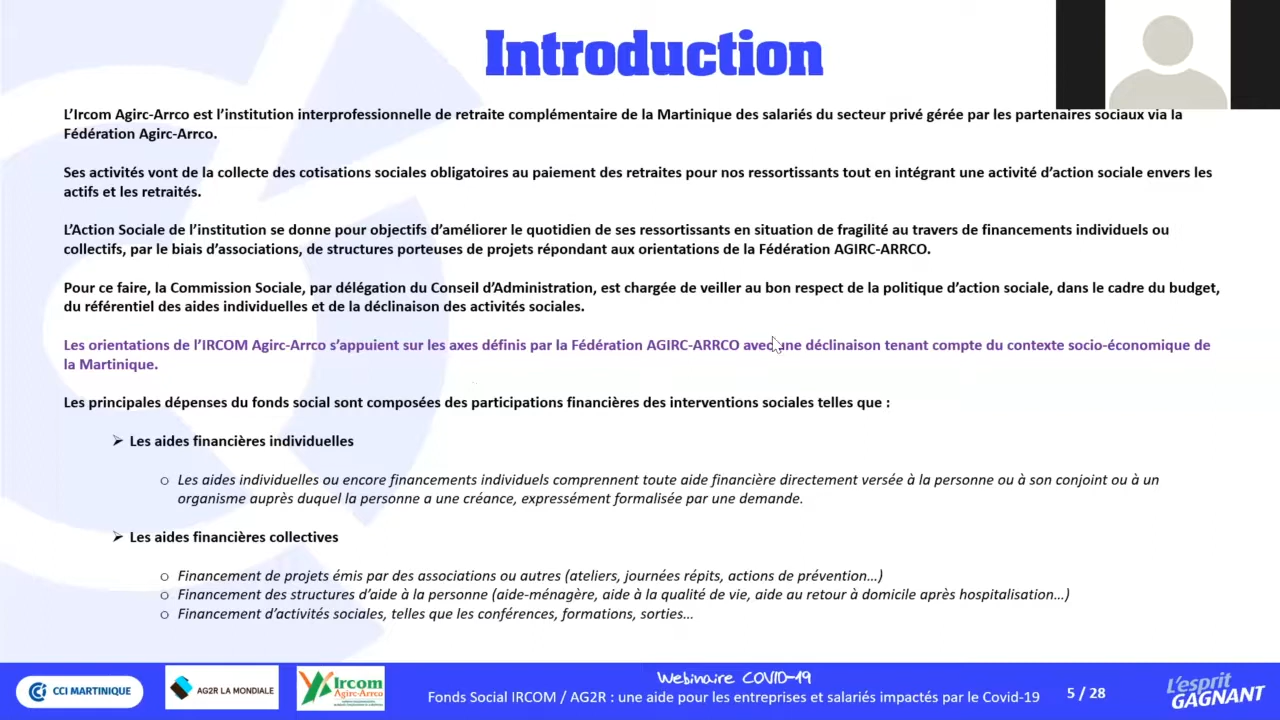 Introduction
L’Ircom Agirc-Arrco est l’institution interprofessionnelle de retraite complémentaire de la Martinique des salariés du secteur privé gérée par les partenaires sociaux via la
Fédération Agirc-Arrco.
Ses activités vont de la collecte des cotisations sociales obligatoires au paiement des retraites pour nos ressortissants tout en intégrant une activité d’action sociale envers les
actifs et les retraités.
L’Action Sociale de l’institution se donne pour objectifs d’améliorer le quotidien de ses ressortissants en situation de fragilité au travers de financements individuels ou
collectifs, par le biais d’associations, de structures porteuses de projets répondant aux orientations de la Fédération AGIRC-ARRCO.
Pour ce faire, la Commission Sociale, par délégation du Conseil d’Administration, est chargée de veiller au bon respect de la politique d’action sociale, dans le cadre du budget,
du référentiel des aides individuelles et de la déclinaison des activités sociales.
Les orientations de l’IRCOM Agirc-Arrco s’appuient sur les axes définis par la Fédération AGIRC-ARRCO avec une déclinaison tenant compte du contexte socio-économique de
la Martinique.
Les principales dépenses du fonds social sont composées des participations financières des interventions sociales telles que :
➢ Les aides financières individuelles
o Les aides individuelles ou encore financements individuels comprennent toute aide financière directement versée à la personne ou à son conjoint ou à un
organisme auprès duquel la personne a une créance, expressément formalisée par une demande.
➢ Les aides financières collectives
o Financement de projets émis par des associations ou autres (ateliers, journées répits, actions de prévention…)
o Financement des structures d’aide à la personne (aide-ménagère, aide à la qualité de vie, aide au retour à domicile après hospitalisation…)
o Financement d’activités sociales, telles que les conférences, formations, sorties…
CCI MARTINIQUE
AG2R LA MONDIALE
Ircom
Agirc-Arrco
Webinaire COVID-19
Fonds Social IRCOM / AG2R : une aide pour les entreprises et salariés impactés par le Covid-19
5 / 28
L’esprit
GAGNANT